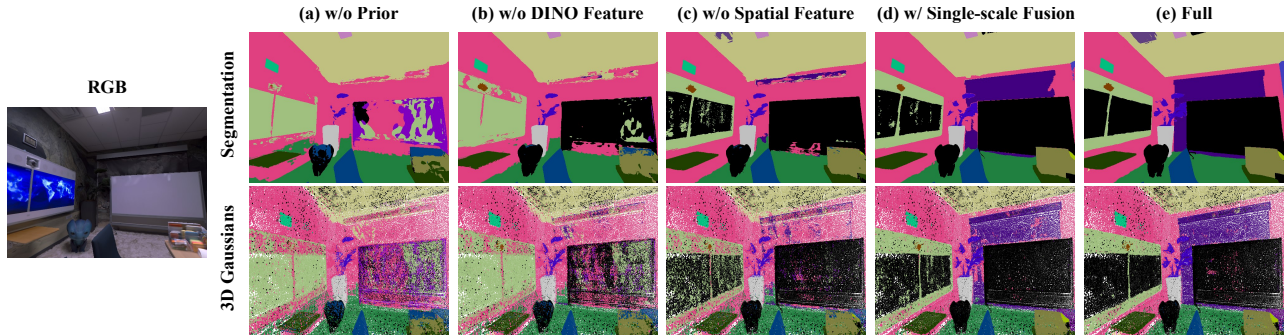 (a) w/o Prior
(b) w/o DINO Feature
(c) w/o Spatial Feature
(d) w/ Single-scale Fusion
(e) Full
RGB
Segmentation
3D Gaussians